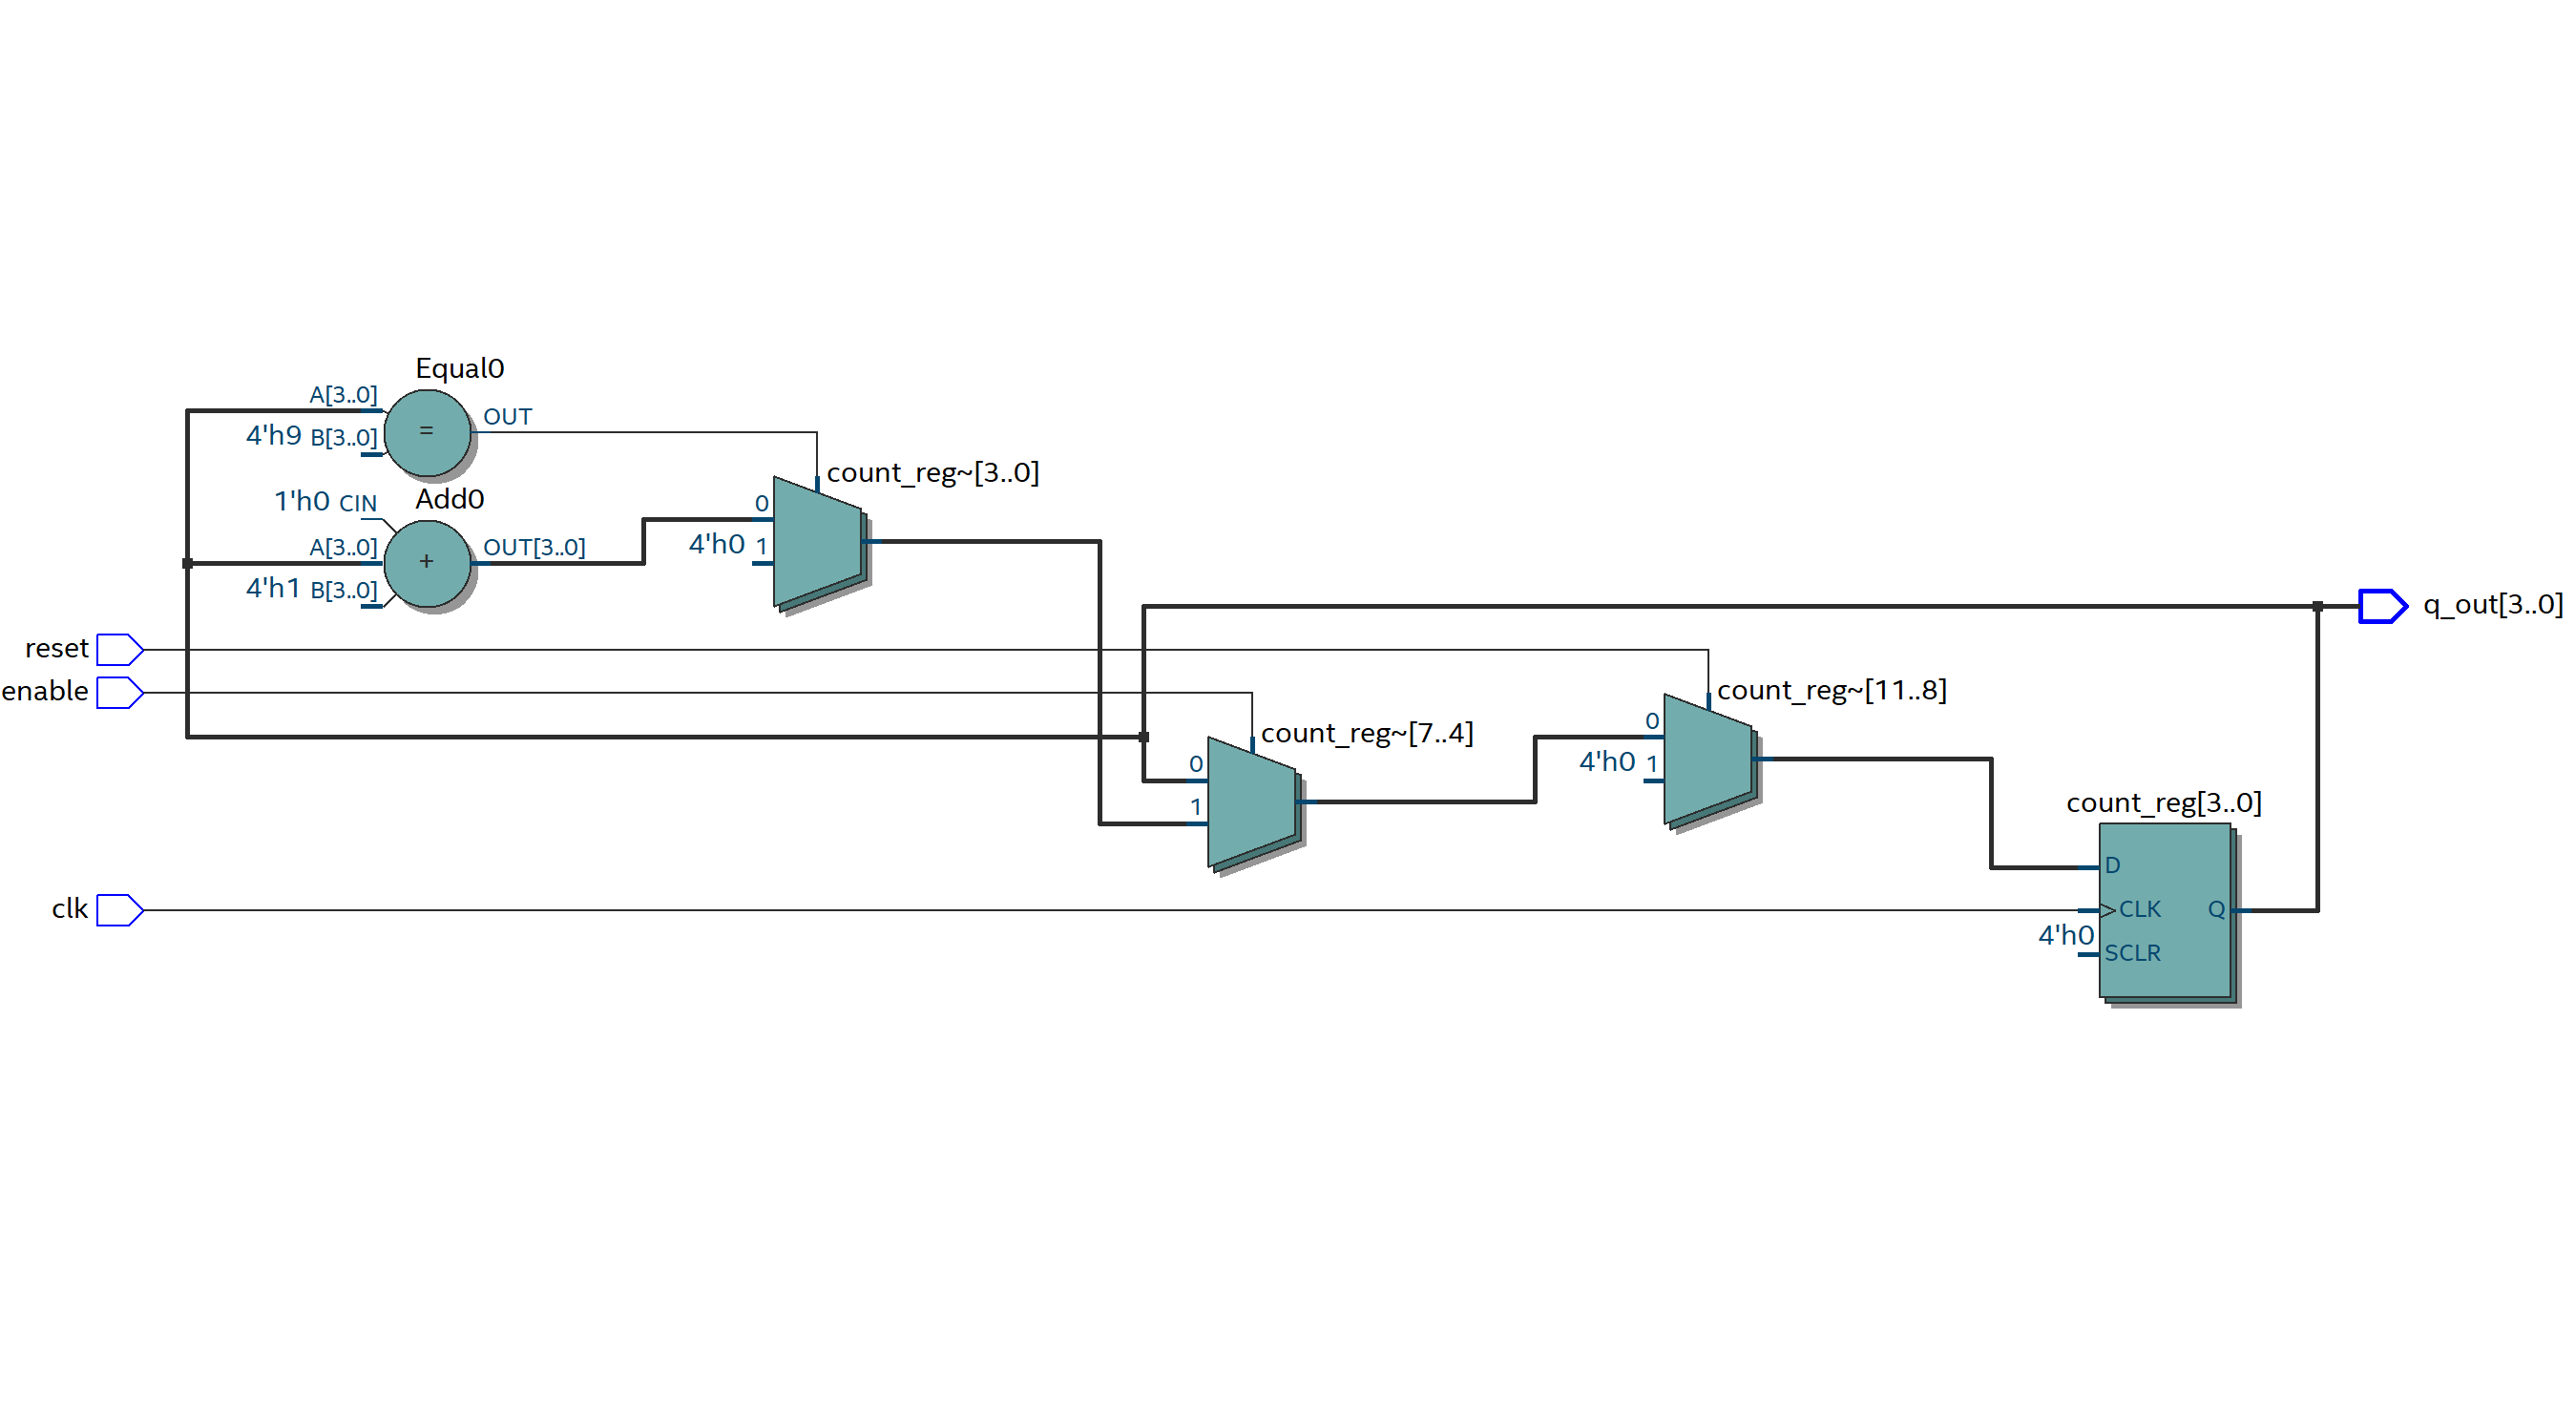 Equal0
A[3..0]
OUT
=
4'h9 B[3..0]
count_reg~[3..0]
1'h0 CIN
Add0
0
A[3..0]
OUT[3..0]
4'h0 1
+
4'h1 B[3..0]
q_out[3..0]
reset
enable
count_reg~[11..8]
0
count_reg~[7..4]
0
4'h0 1
1
count_reg[3..0]
D
clk
CLK
Q
4'h0
SCLR